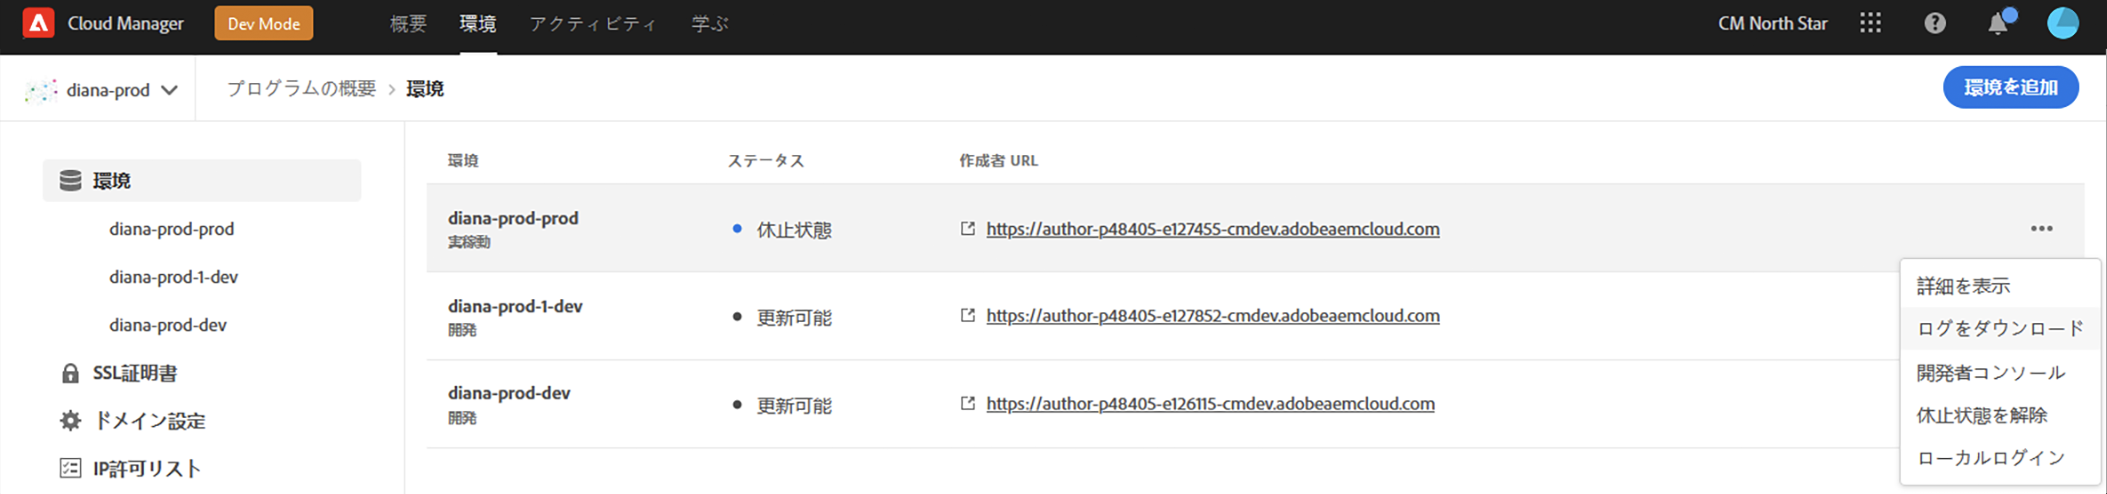 Cloud Manager Dev Mode 概要 環境 アクティビティ 学ぶ CM North Star
diana-prod プログラムの概要 › 環境 環境を追加
環境 ステータス 作成者 URL
環境
diana-prod-prod
diana-prod-1-dev
diana-prod-dev
SSL証明書
ドメイン設定
IP許可リスト
diana-prod-prod
実稼動
休止状態 https://author-p48405-e127455-cmdev.adobeaemcloud.com
diana-prod-1-dev
開発
更新可能 https://author-p48405-e127852-cmdev.adobeaemcloud.com
diana-prod-dev
開発
更新可能 https://author-p48405-e126115-cmdev.adobeaemcloud.com
詳細を表示
ログをダウンロード
開発者コンソール
休止状態を解除
ローカルログイン